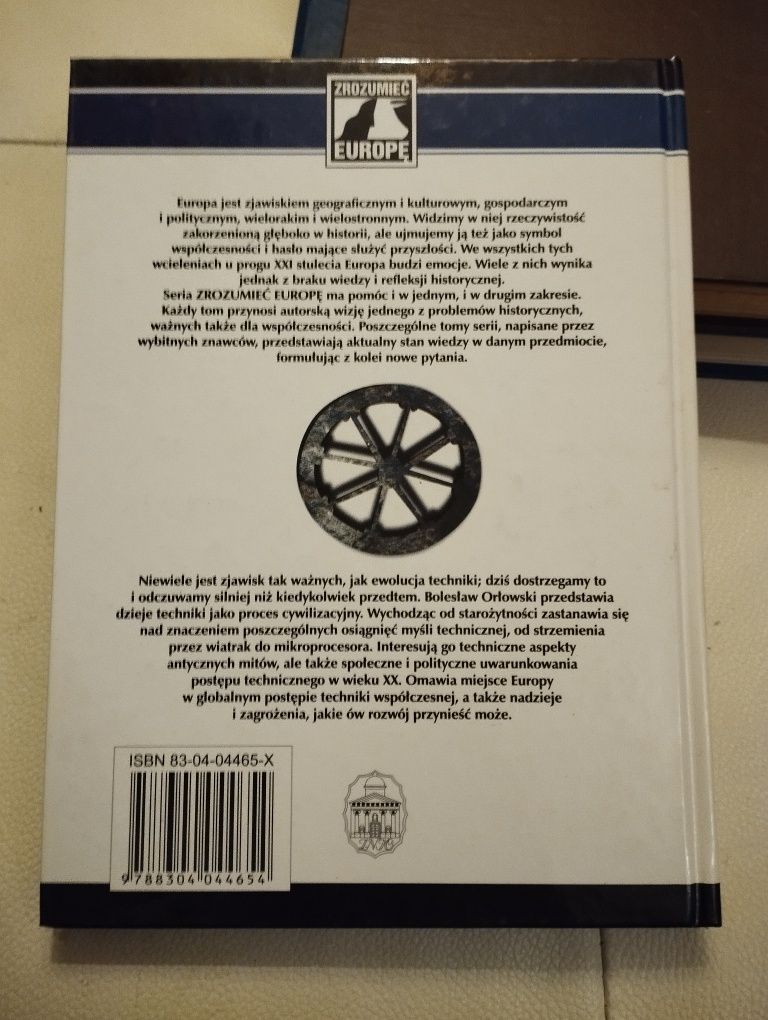 ZROZUMIEĆ
EUROPĘ
Europa jest zjawiskiem geograficznym i kulturowym, gospodarczym
i politycznym, wielorakim i wielostronnym. Widzimy w niej rzeczywistość
zakorzenioną głęboko w historii, ale ujmujemy ją też jako symbol
współczesności i hasło mające służyć przyszłości. We wszystkich tych
wcieleniach u progu XXI stulecia Europa budzi emocje. Wiele z nich wynika
jednak z braku wiedzy i refleksji historycznej.
Seria ZROZUMIEĆ EUROPĘ ma pomóc i w jednym, i w drugim zakresie.
Każdy tom przynosi autorską wizję jednego z problemów historycznych,
ważnych także dla współczesności. Poszczególne tomy serii, napisane przez
wybitnych znawców, przedstawiają aktualny stan wiedzy w danym przedmiocie,
formułując z kolei nowe pytania.
Niewiele jest zjawisk tak ważnych, jak ewolucja techniki; dziś dostrzegamy to
i odczuwamy silniej niż kiedykolwiek przedtem. Bolesław Orłowski przedstawia
dzieje techniki jako proces cywilizacyjny. Wychodząc od starożytności zastanawia się
nad znaczeniem poszczególnych osiągnięć myśli technicznej, od strzemienia
przez wiatrak do mikroprocesora. Interesują go techniczne aspekty
antycznych mitów, ale także społeczne i polityczne uwarunkowania
postępu technicznego w wieku XX. Omawia miejsce Europy
w globalnym postępie techniki współczesnej, a także nadzieje
i zagrożenia, jakie ów rozwój przynieść może.
ISBN 83-04-04465-X
9 788304 044654